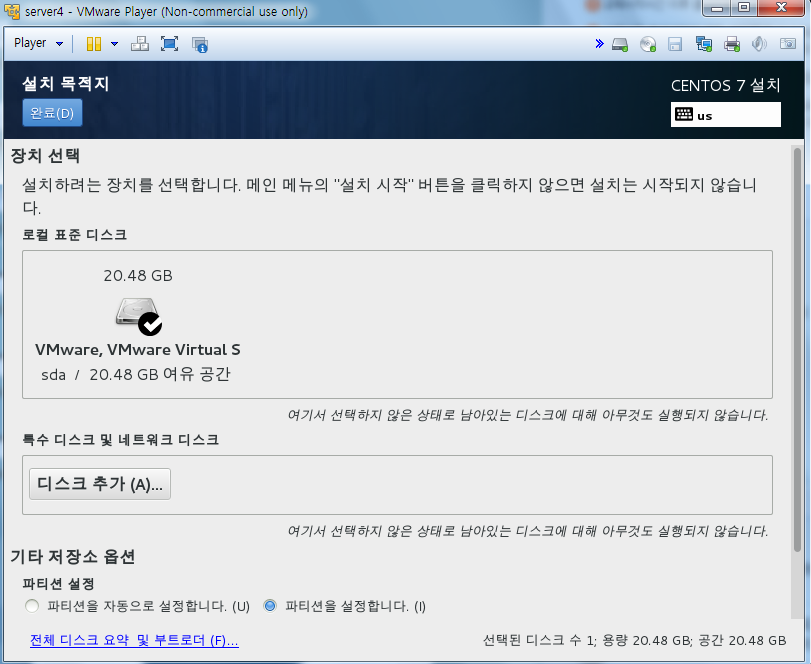 server4 - VMware Player (Non-commercial use only)
Player
설치 목적지
CENTOS 7 설치
완료(D)
us
장치 선택
설치하려는 장치를 선택합니다. 메인 메뉴의 "설치 시작" 버튼을 클릭하지 않으면 설치는 시작되지 않습니
다.
로컬 표준 디스크
20.48 GB
VMware, VMware Virtual S
sda / 20.48 GB 여유 공간
여기서 선택하지 않은 상태로 남아있는 디스크에 대해 아무것도 실행되지 않습니다.
특수 디스크 및 네트워크 디스크
디스크 추가 (A)...
여기서 선택하지 않은 상태로 남아있는 디스크에 대해 아무것도 실행되지 않습니다.
기타 저장소 옵션
파티션 설정
파티션을 자동으로 설정합니다. (U) 파티션을 설정합니다. (I)
전체 디스크 요약 및 부트로더 (F)...
선택된 디스크 수 1; 용량 20.48 GB; 공간 20.48 GB